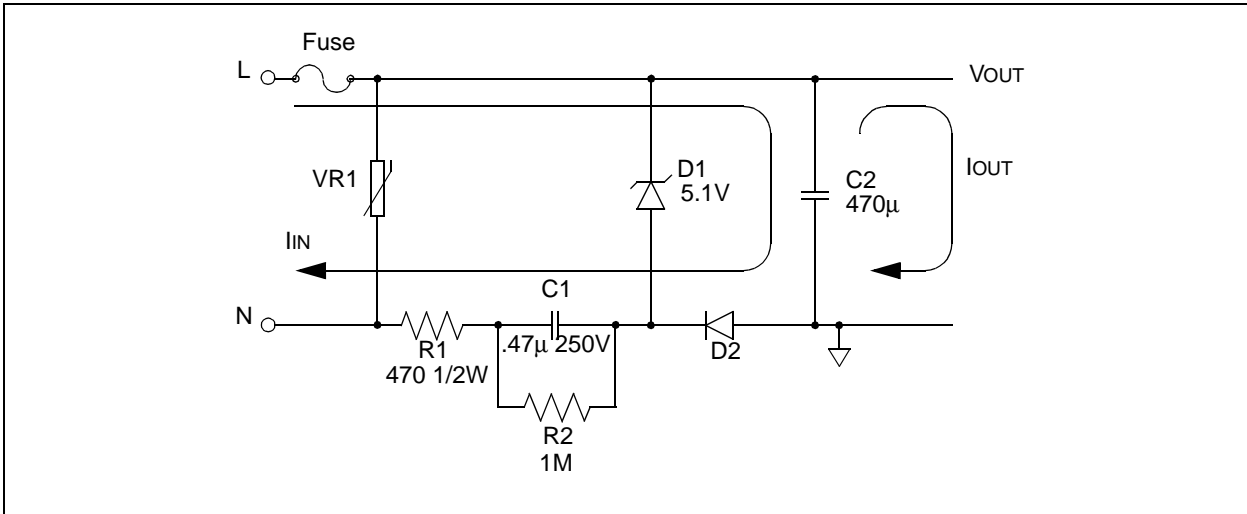 Fuse
L
VOUT
VR1
D1
5.1V
C2
470μ
IOUT
IIN
N
C1
.47μ 250V
R1
470 1/2W
D2
R2
1M